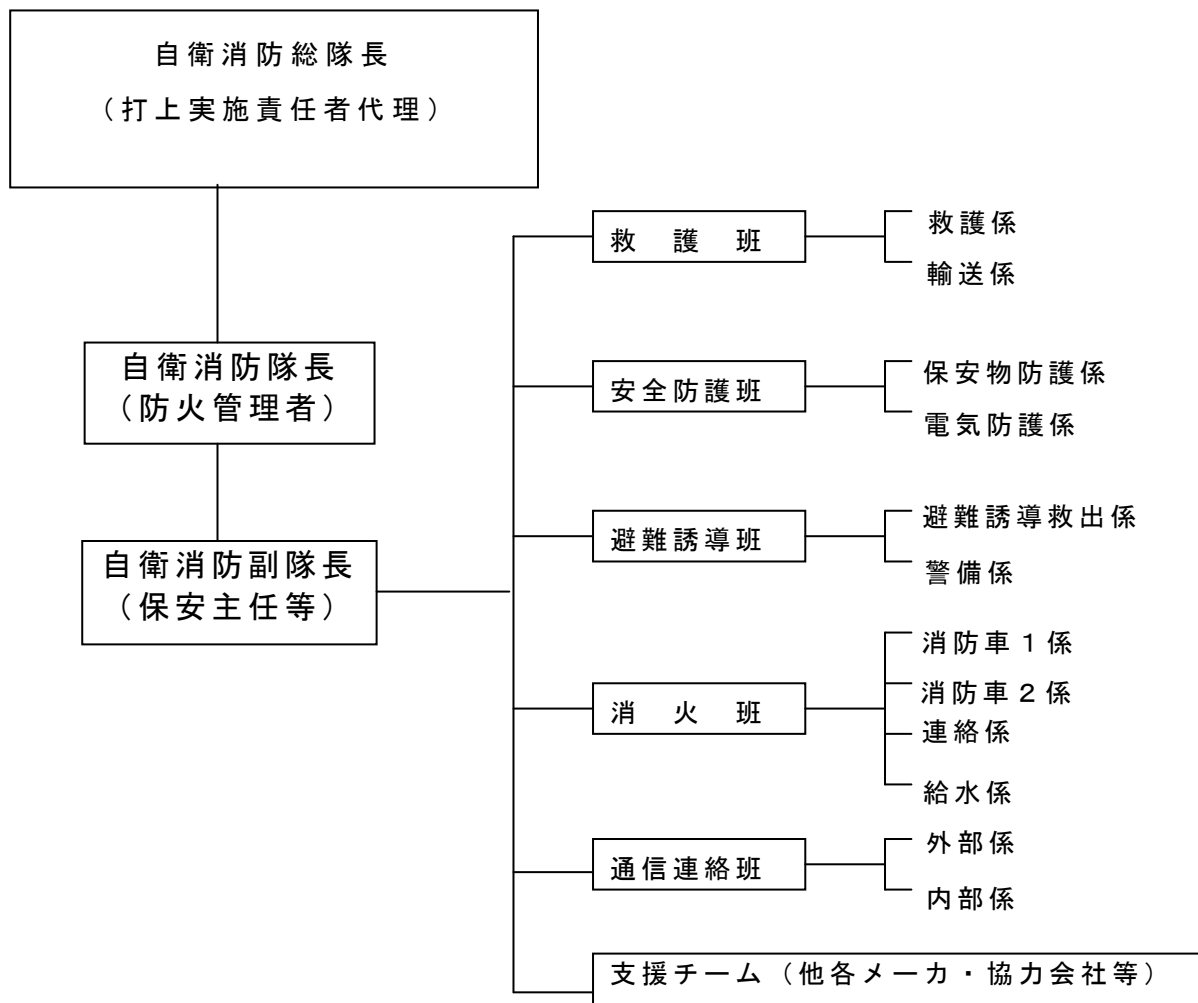 自衛消防総隊長
（打上実施責任者代理）
自衛消防隊長
（防火管理者）
自衛消防副隊長
（保安主任等）
救護班
救護係
輸送係
安全防護班
保安物防護係
電気防護係
避難誘導班
避難誘導救出係
警備係
消火班
消防車１係
消防車２係
連絡係
給水係
通信連絡班
外部係
内部係
支援チーム（他各メーカ・協力会社等）